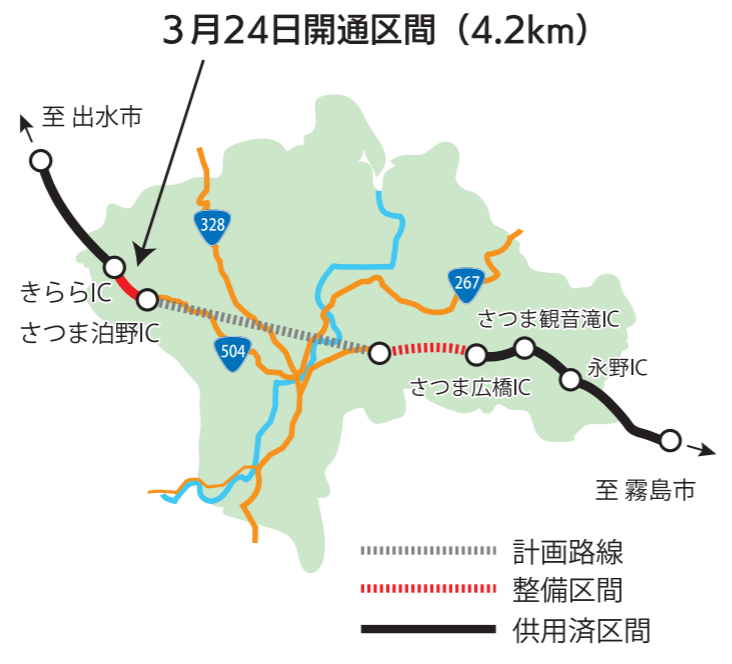 ３月24日開通区間（4.2km）
至 出水市
328
267
きららIC
さつま泊野IC
504
さつま観音滝IC
永野IC
さつま広橋IC
至 霧島市
計画路線
整備区間
供用済区間